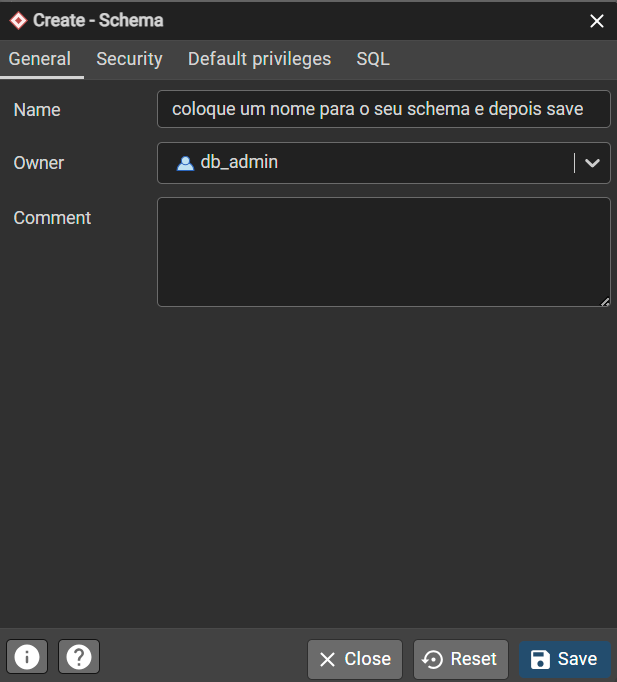 Create - Schema
General Security Default privileges SQL
Name coloque um nome para o seu schema e depois save
Owner db_admin
Comment
Close Reset Save